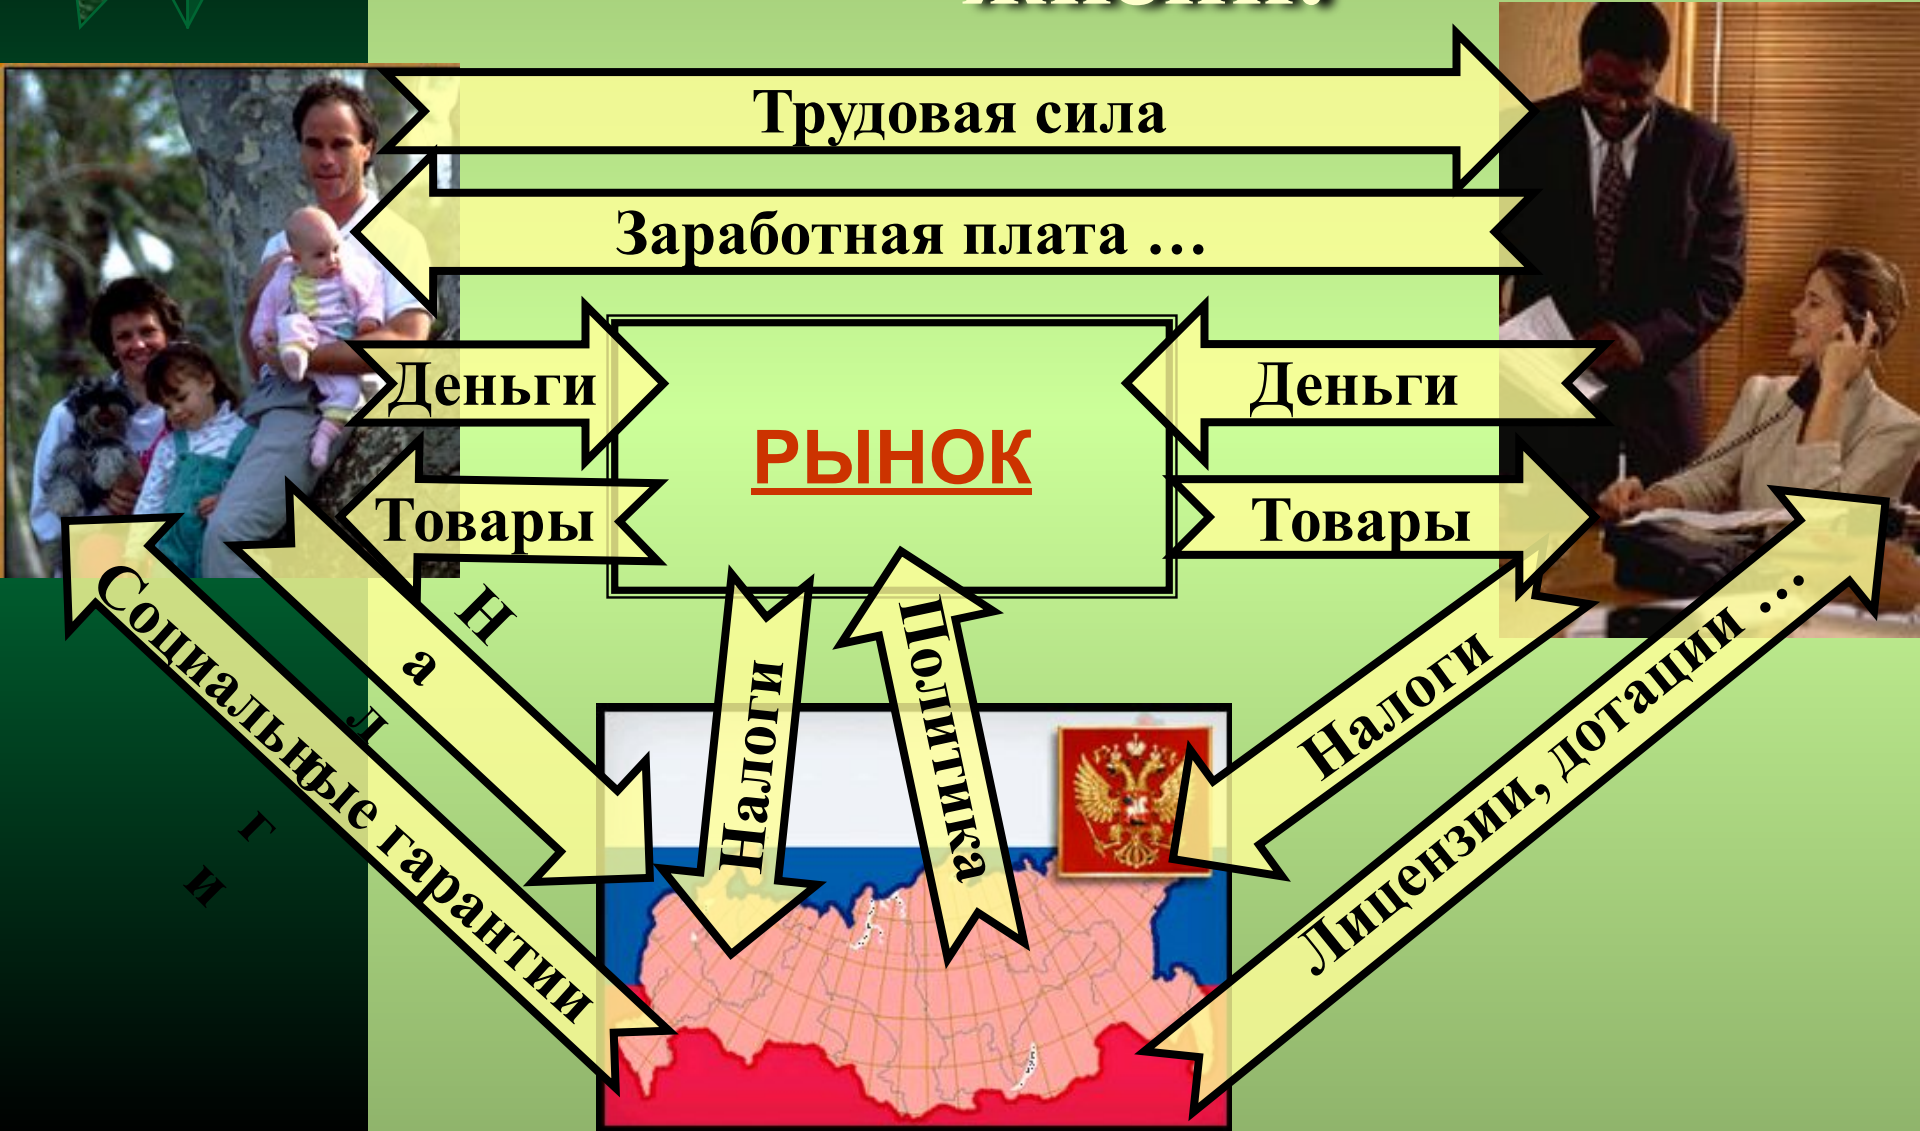 Трудовая сила
Заработная плата …
Деньги
Деньги
РЫНОК
Товары
Товары
Налоги
Социальные гарантии
Налоги
Политика
Налоги
Лицензии, дотации …